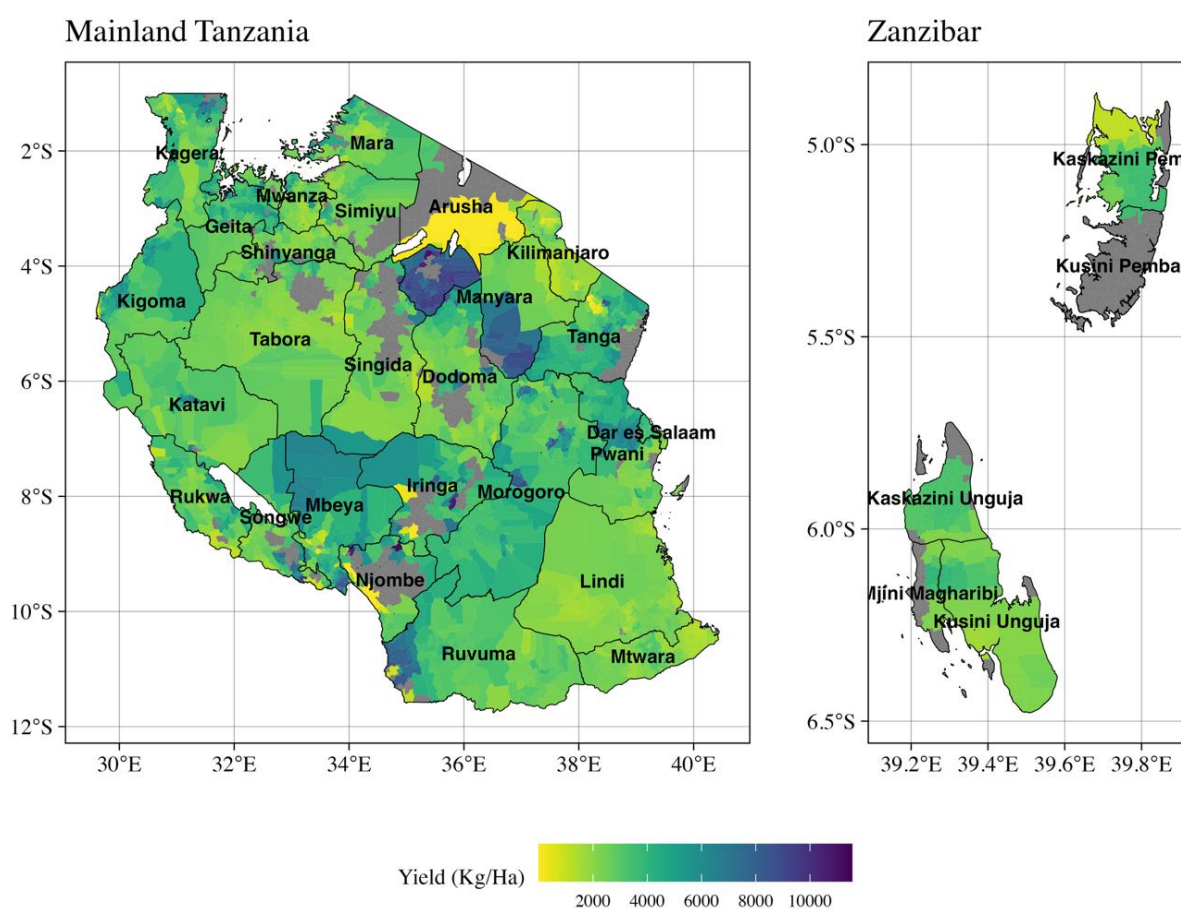 Mainland Tanzania
Zanzibar
2°S
4°S
6°S
8°S
10°S
12°S
30°E
32°E
34°E
36°E
38°E
40°E
Kagera
Mara
Mwanza
Simiyu
Arusha
Geita
Shinyanga
Kilimanjaro
Kigoma
Manyara
Tabora
Tanga
Singida
Dodoma
Katavi
Dar es Salaam
Pwani
Rukwa
Iringa
Morogoro
Mbeya
Songwe
Njombe
Lindi
Ruvuma
Mtwara
5.0°S
5.5°S
6.0°S
6.5°S
39.2°E
39.4°E
39.6°E
39.8°E
Kaskazini Pem
Kusini Pemba
Kaskazini Unguja
Mjini Magharibi
Kusini Unguja
Yield (Kg/Ha)
2000
4000
6000
8000
10000